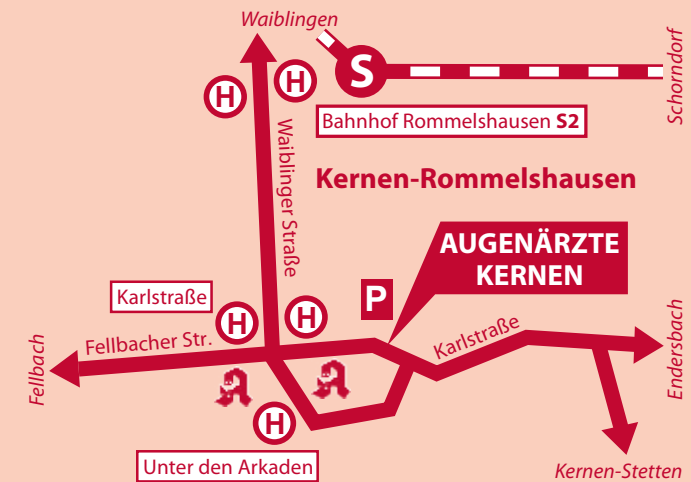 Waiblingen
S
Schorndorf
H
H
Bahnhof Rommelshausen S2
Waiblinger Straße
Kernen-Rommelshausen
AUGENÄRZTE
KERNEN
P
Karlstraße
H
H
Karlstraße
Fellbach
Fellbacher Str.
Endersbach
A
A
H
Unter den Arkaden
Kernen-Stetten